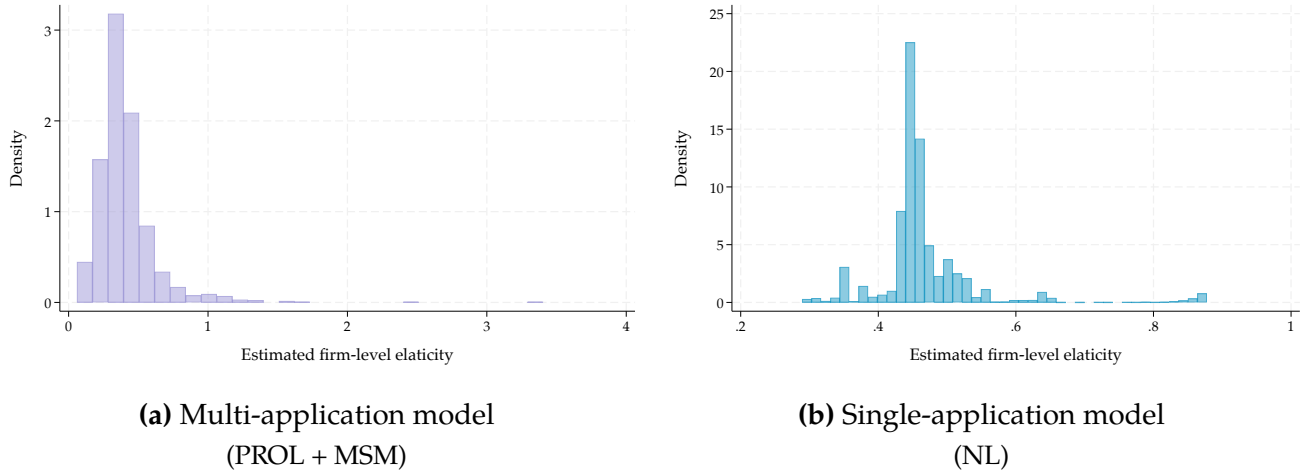 3
2
1
0
Density
0 1 2 3 4
Estimated firm-level elaticity
(a) Multi-application model
(PROL + MSM)
25
20
15
10
5
0
Density
.2 .4 .6 .8 1
Estimated firm-level elaticity
(b) Single-application model
(NL)